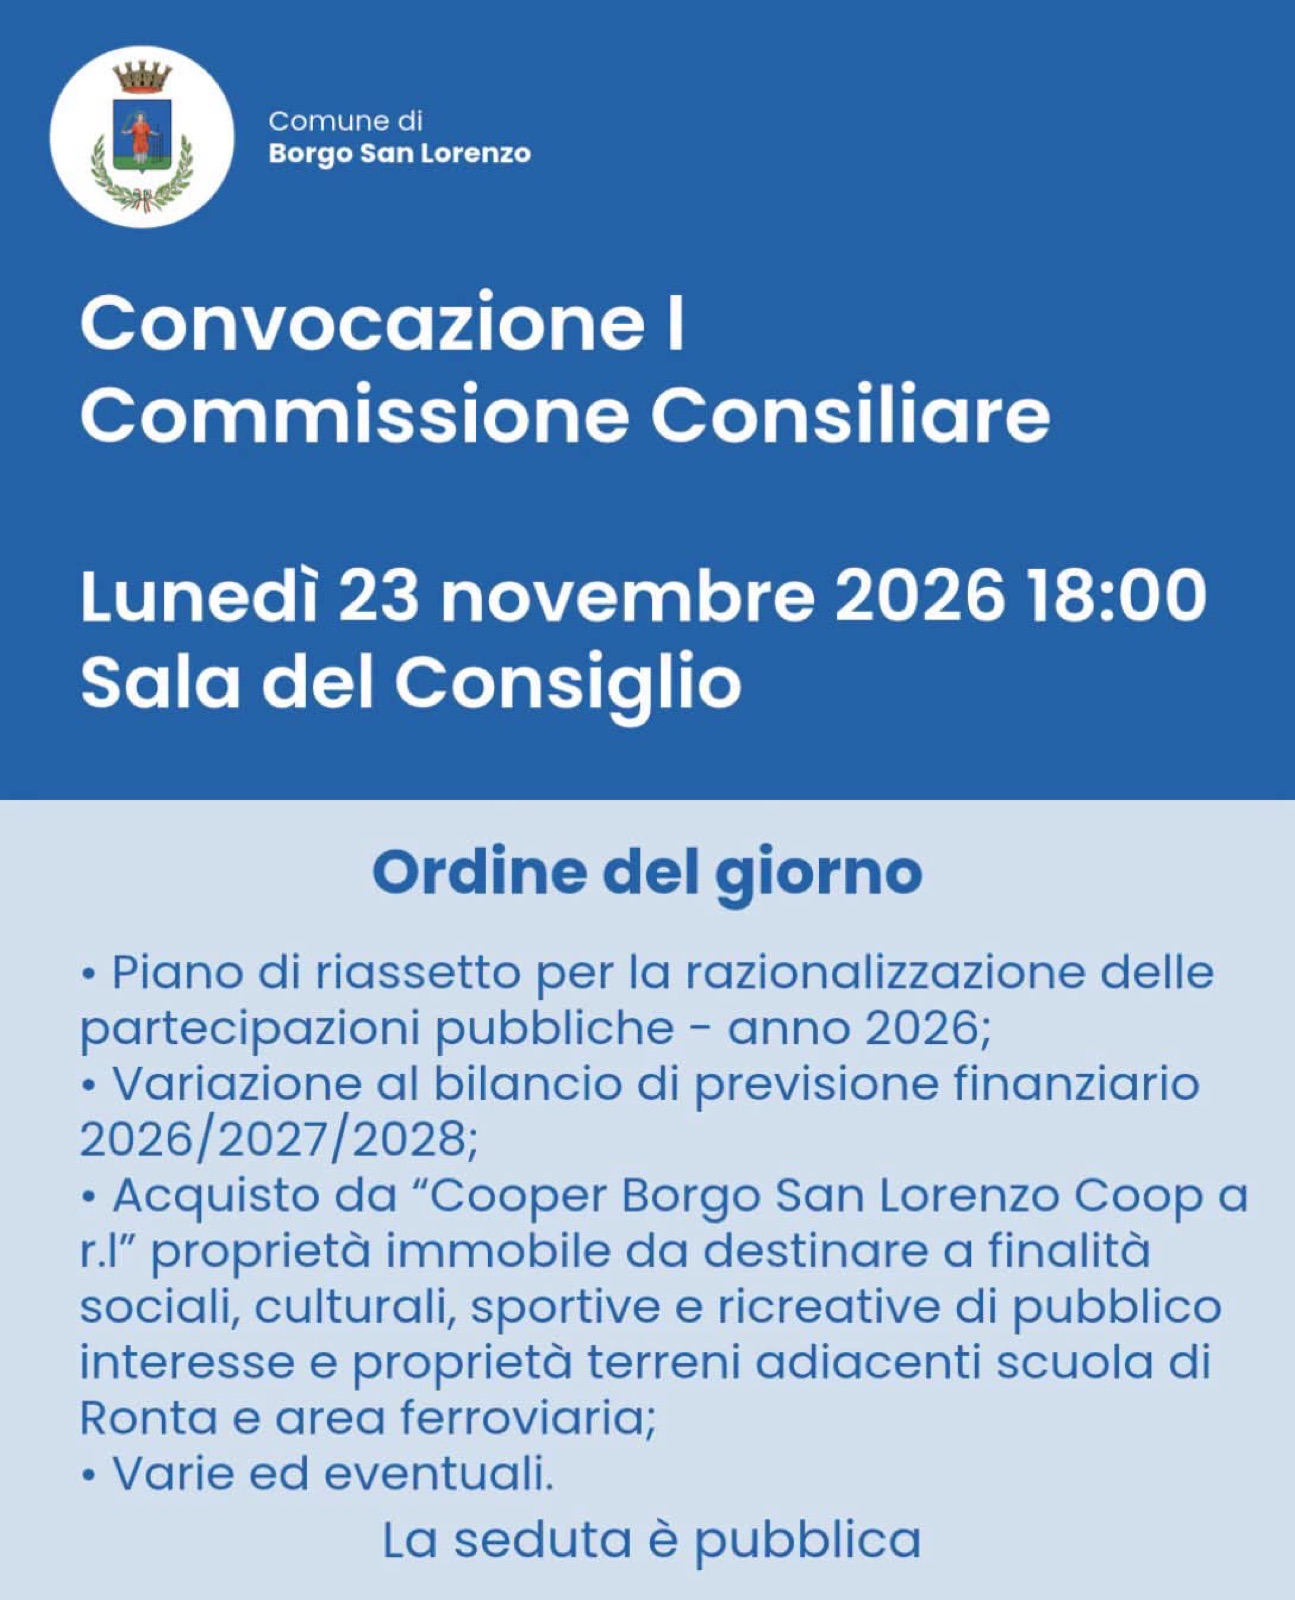 Comune di
Borgo San Lorenzo
Convocazione I
Commissione Consiliare
Lunedì 23 novembre 2026 18:00
Sala del Consiglio
Ordine del giorno
• Piano di riassetto per la razionalizzazione delle
partecipazioni pubbliche - anno 2026;
• Variazione al bilancio di previsione finanziario
2026/2027/2028;
• Acquisto da “Cooper Borgo San Lorenzo Coop a
r.l” proprietà immobile da destinare a finalità
sociali, culturali, sportive e ricreative di pubblico
interesse e proprietà terreni adiacenti scuola di
Ronta e area ferroviaria;
• Varie ed eventuali.
La seduta è pubblica